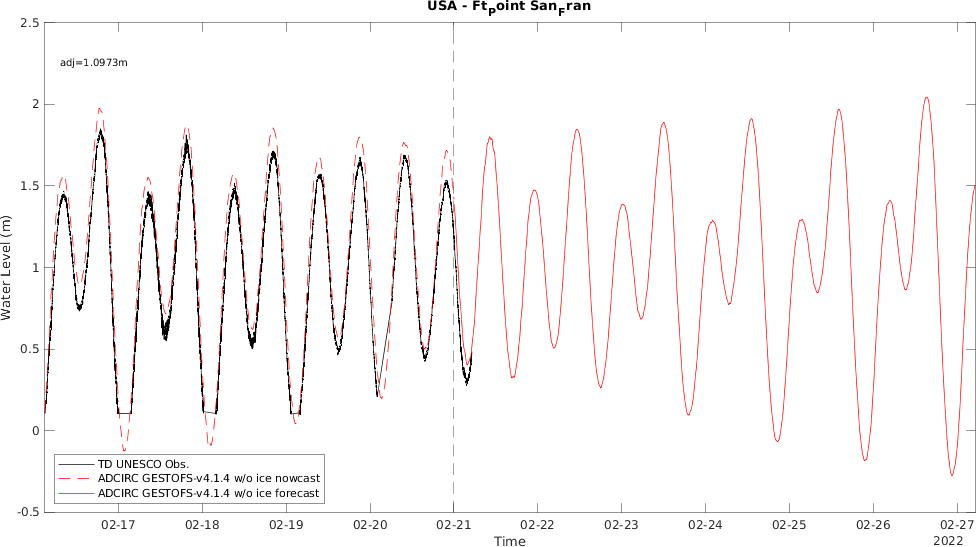 USA - FtPoint SanFran
2.5
adj=1.0973m
2
1.5
1
0.5
0
-0.5
Water Level (m)
TD UNESCO Obs.
ADCIRC GESTOFS-v4.1.4 w/o ice nowcast
ADCIRC GESTOFS-v4.1.4 w/o ice forecast
02-17 02-18 02-19 02-20 02-21 02-22 02-23 02-24 02-25 02-26 02-27
Time
2022